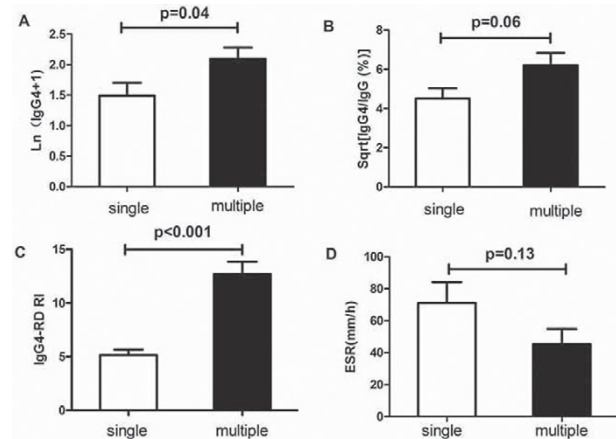 A
p=0.04
Ln（IgG4+1)
2.5
2.0
1.5
1.0
0.5
0.0
single
multiple
B
p=0.06
Sqrt[IgG4/IgG (%)]
8
6
4
2
0
single
multiple
C
p<0.001
IgG4-RD RI
15
10
5
0
single
multiple
D
p=0.13
ESR(mm/h)
100
80
60
40
20
0
single
multiple